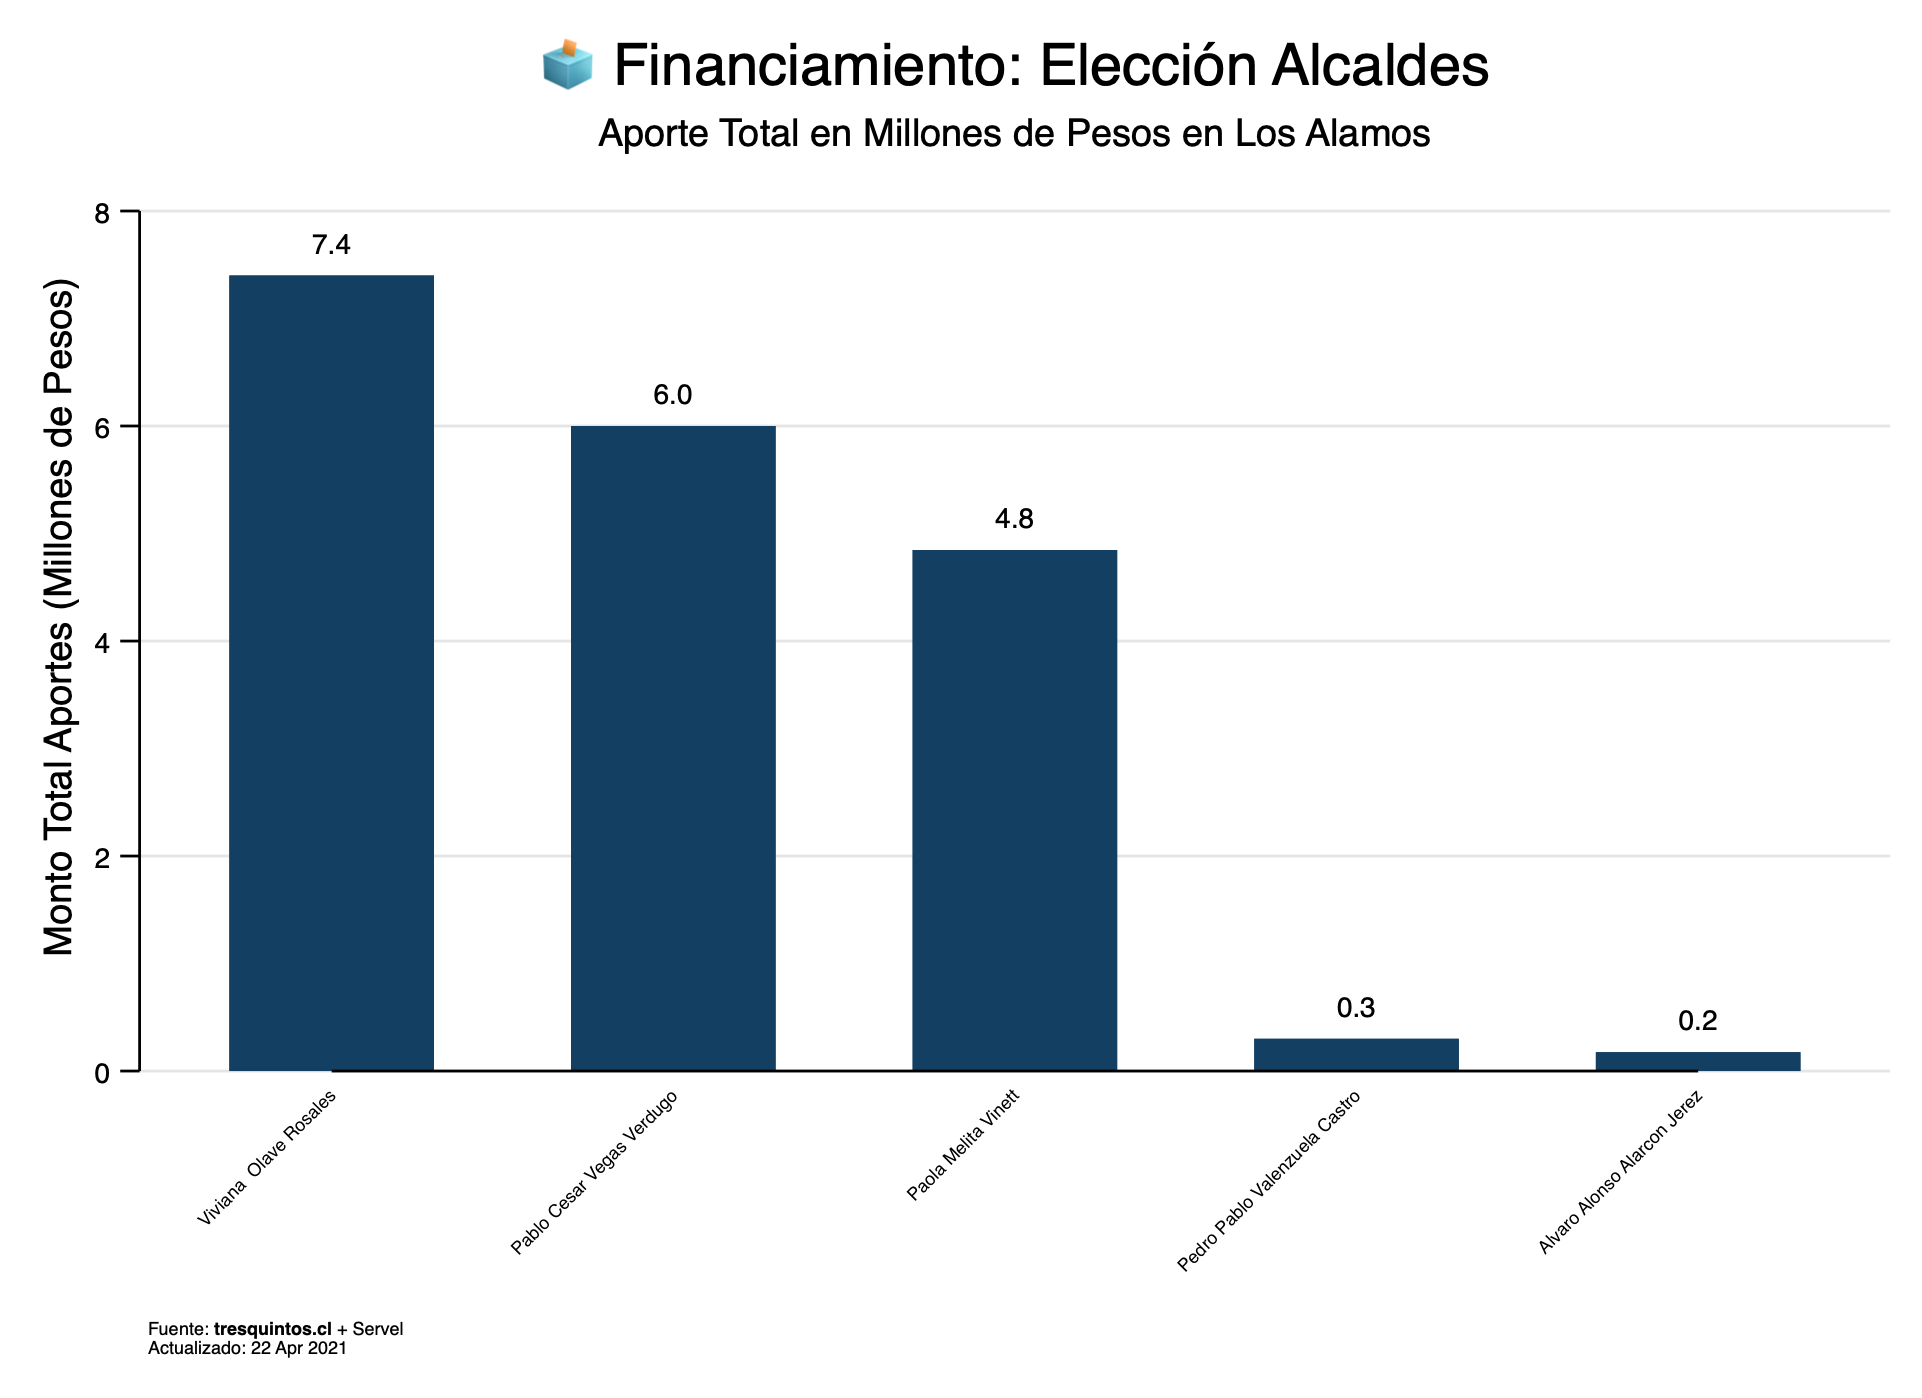 Financiamiento: Elección Alcaldes
Aporte Total en Millones de Pesos en Los Alamos
Monto Total Aportes (Millones de Pesos)
8
6
4
2
0
7.4
6.0
4.8
0.3
0.2
Viviana  Olave Rosales
Pablo Cesar Vegas Verdugo
Paola Melita Vinett
Pedro Pablo Valenzuela Castro
Alvaro Alonso Alarcon Jerez
Fuente: tresquintos.cl + Servel
Actualizado: 22 Apr 2021